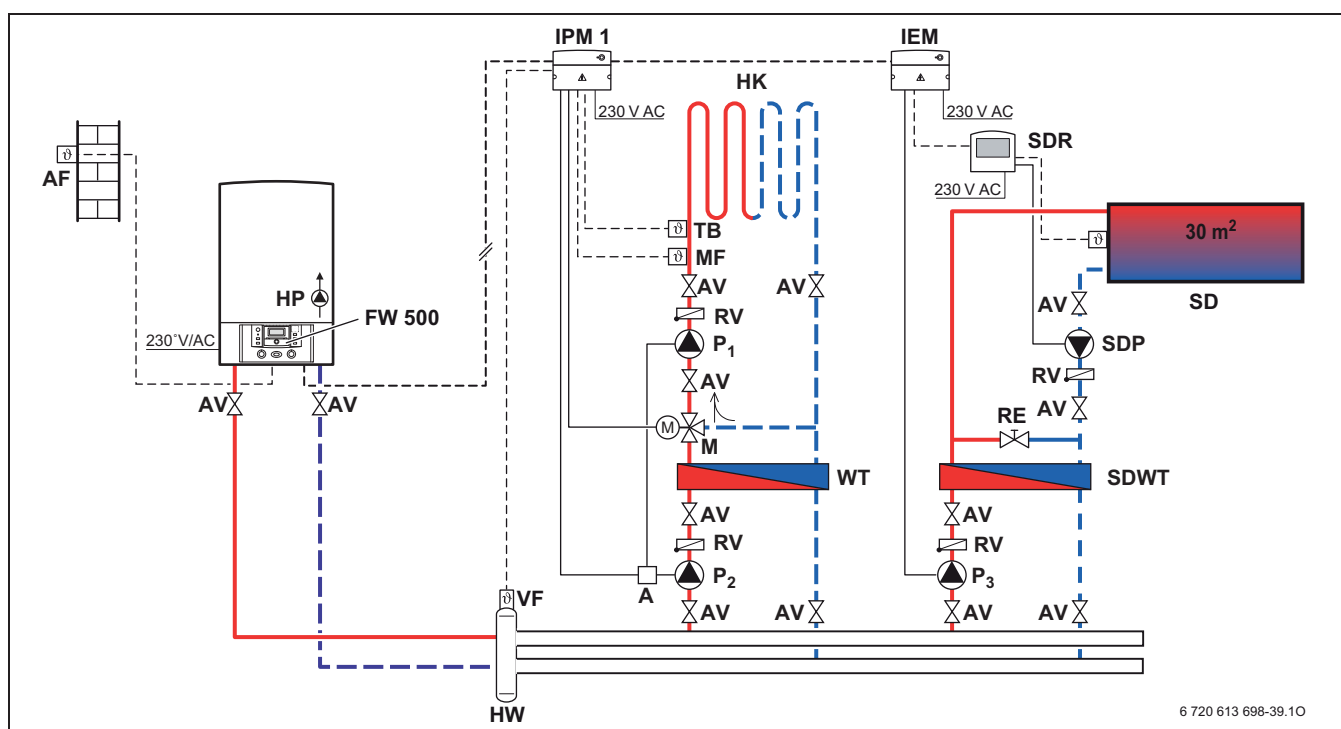 IPM 1
IEM
HK
230 V AC
230 V AC
SDR
ϑ
AF
230 V AC
ϑ
TB
30 m²
ϑ
ϑ
MF
HP
AV
AV
SD
AV
FW 500
RV
230˚V/AC
P₁
SDP
AV
RV
AV
AV
AV
RE
M
M
WT
SDWT
AV
AV
RV
RV
P₂
P₃
A
ϑ
VF
AV
AV
AV
AV
HW
6 720 613 698-39.1O